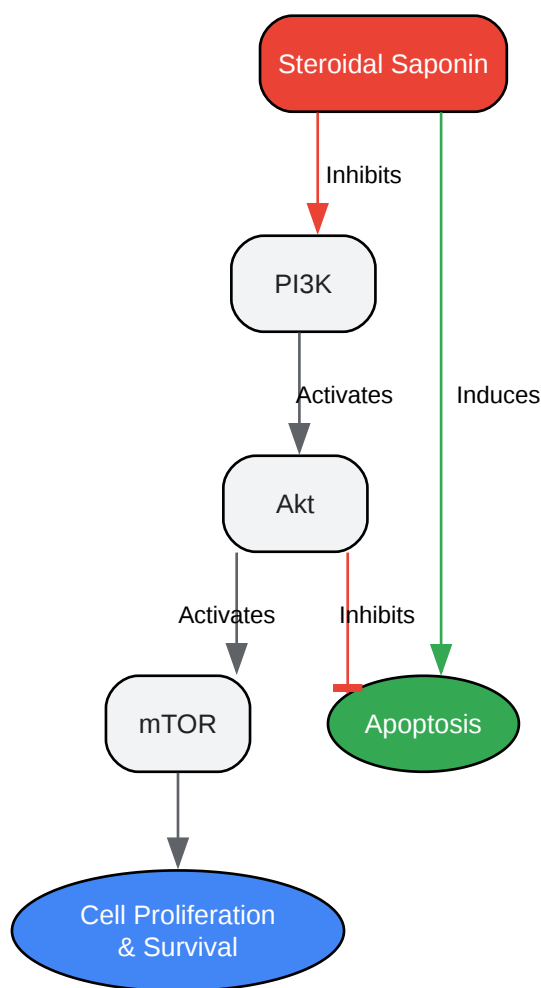 Steroidal Saponin
Inhibits
PI3K
Activates
Induces
Akt
Activates
Inhibits
mTOR
Apoptosis
Cell Proliferation
& Survival